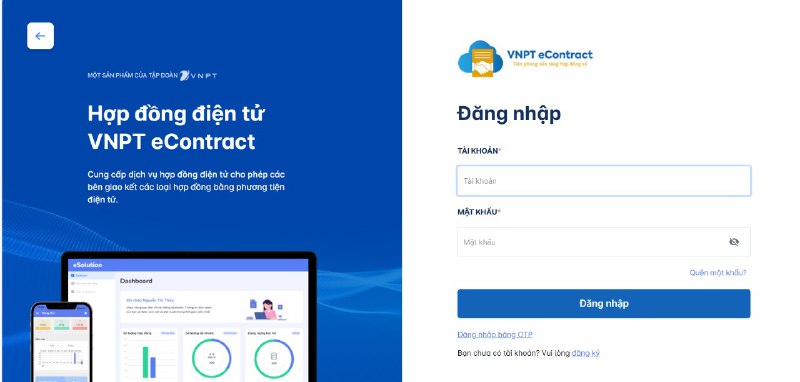 MỘT SẢN PHẨM CỦA TẬP ĐOÀN VNPT
Hợp đồng điện tử
VNPT eContract
Cung cấp dịch vụ hợp đồng điện tử cho phép các
bên giao kết các loại hợp đồng bằng phương tiện
điện tử.
eSolution
Dashboard
VNPT eContract
Tiên phong nền tảng hợp đồng số
Đăng nhập
TÀI KHOẢN*
Tài khoản
MẬT KHẨU*
Mật khẩu
Quên mật khẩu?
Đăng nhập
Đăng nhập bằng OTP
Bạn chưa có tài khoản? Vui lòng đăng ký